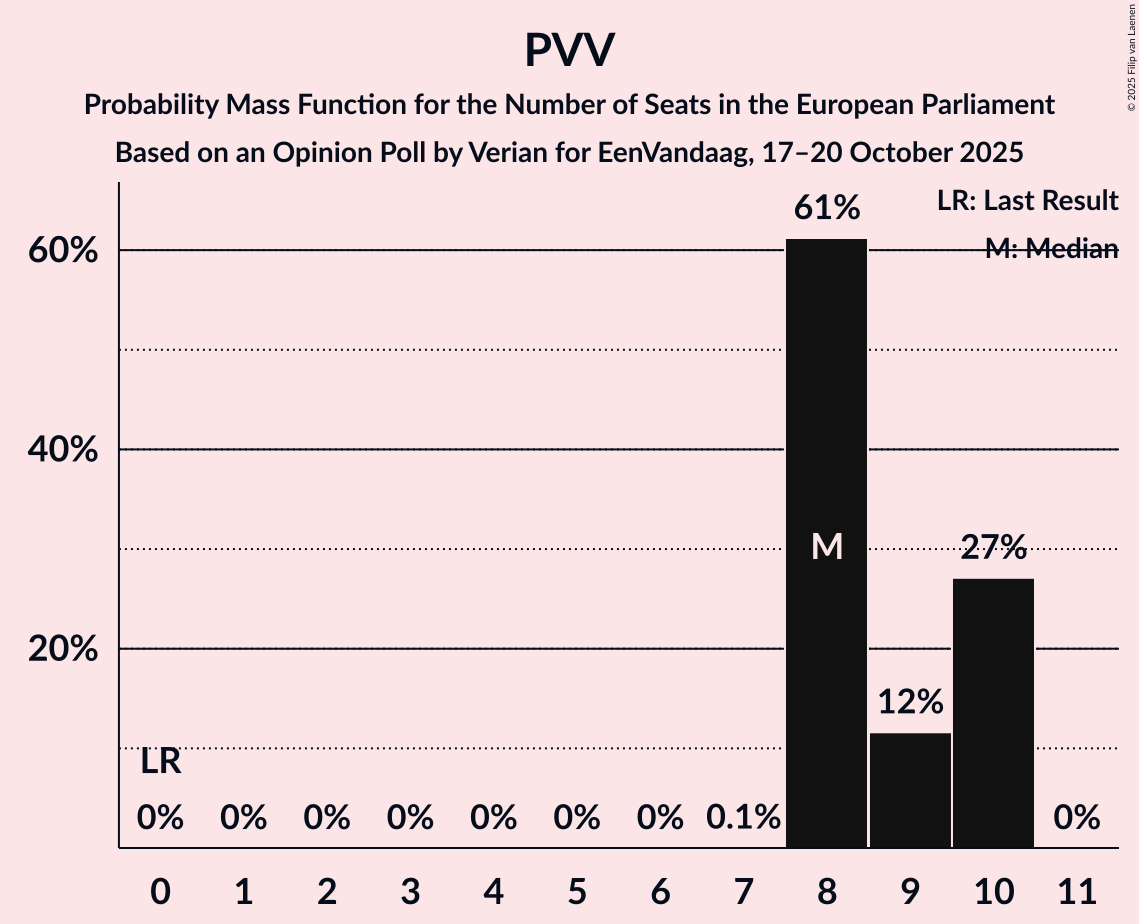 PVV
Probability Mass Function for the Number of Seats in the European Parliament
Based on an Opinion Poll by Verian for EenVandaag, 17–20 October 2025
© 2025 Filip van Laenen
LR: Last Result
M: Median
60%
40%
20%
61%
M
27%
12%
LR
0% 0% 0% 0% 0% 0% 0% 0.1% 0%
0 1 2 3 4 5 6 7 8 9 10 11